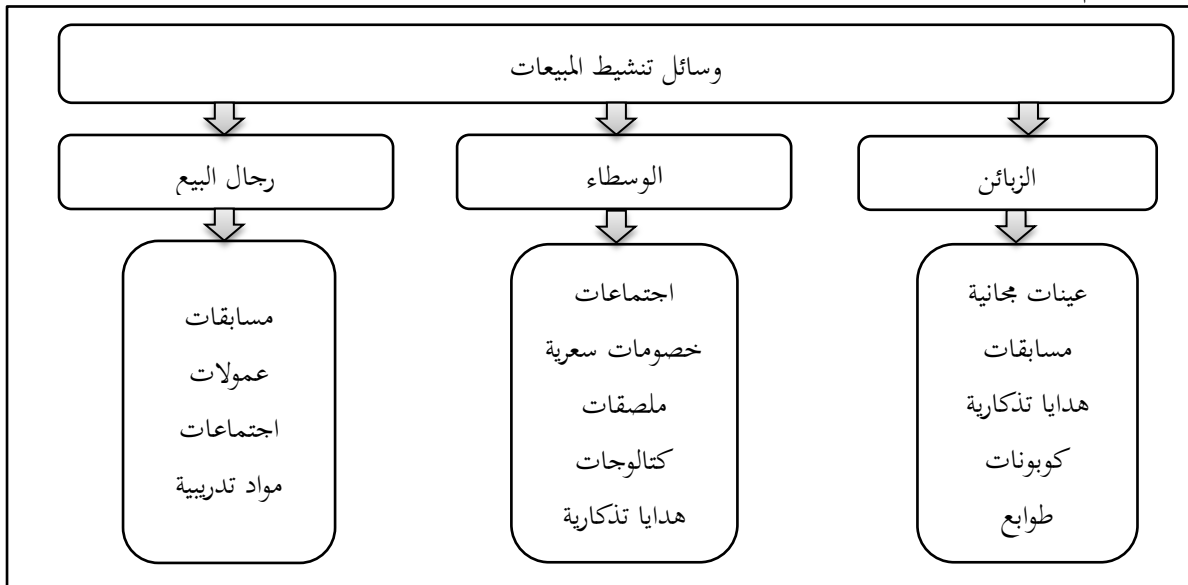 وسائل تنشيط المبيعات
الزبائن
الوسطاء
رجال البيع
عينات مجانية
مسابقات
هدايا تذكارية
كوبونات
طوابع
اجتماعات
خصومات سعرية
ملصقات
كتالوجات
هدايا تذكارية
مسابقات
عمولات
اجتماعات
مواد تدريبية